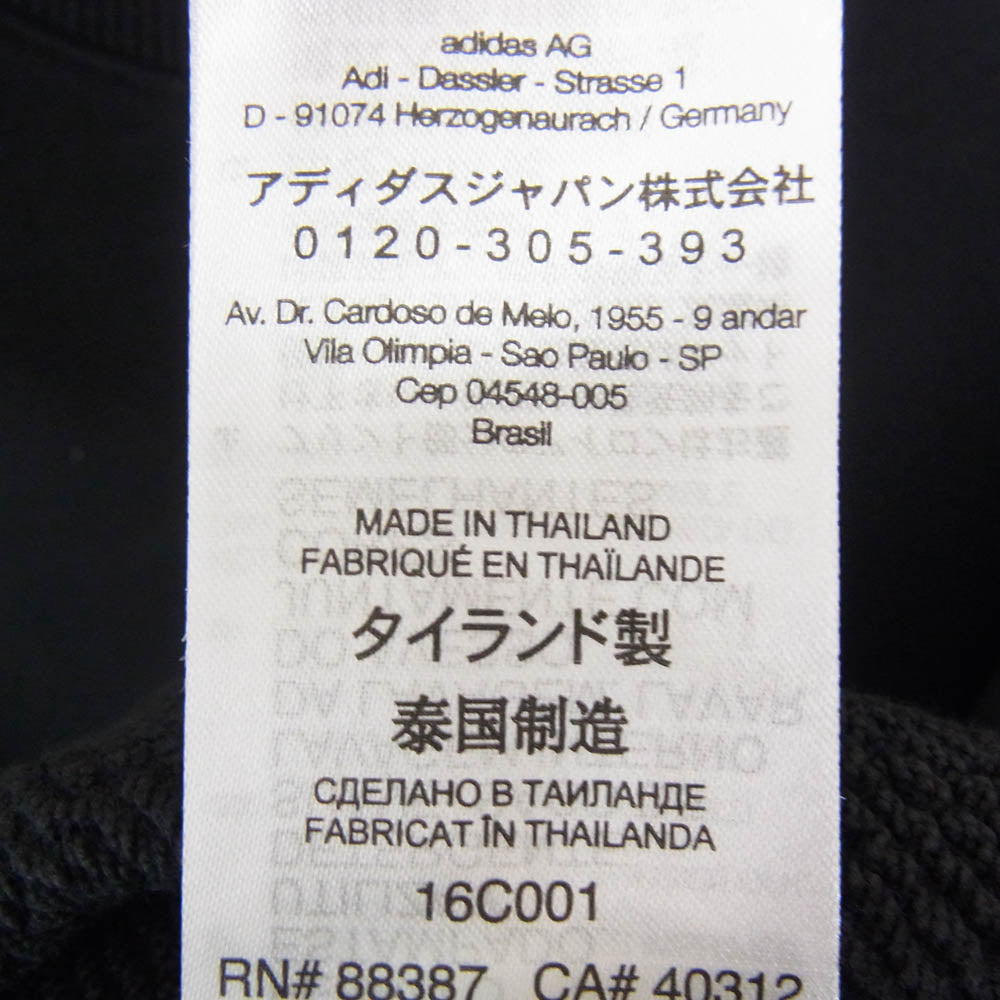 adidas AG
Adi - Dassler - Strasse 1
D - 91074 Herzogenaurach / Germany
アディダスジャパン株式会社
0120-305-393
Av. Dr. Cardoso de Melo, 1955 - 9 andar
Vila Olimpia - Sao Paulo - SP
Cep 04548-005
Brasil
MADE IN THAILAND
FABRIQUÉ EN THAÏLANDE
タイランド製
泰国制造
СДЕЛАНО В ТАИЛАНДЕ
FABRICAT ÎN THAILANDA
16C001
RN# 88387 CA# 40312